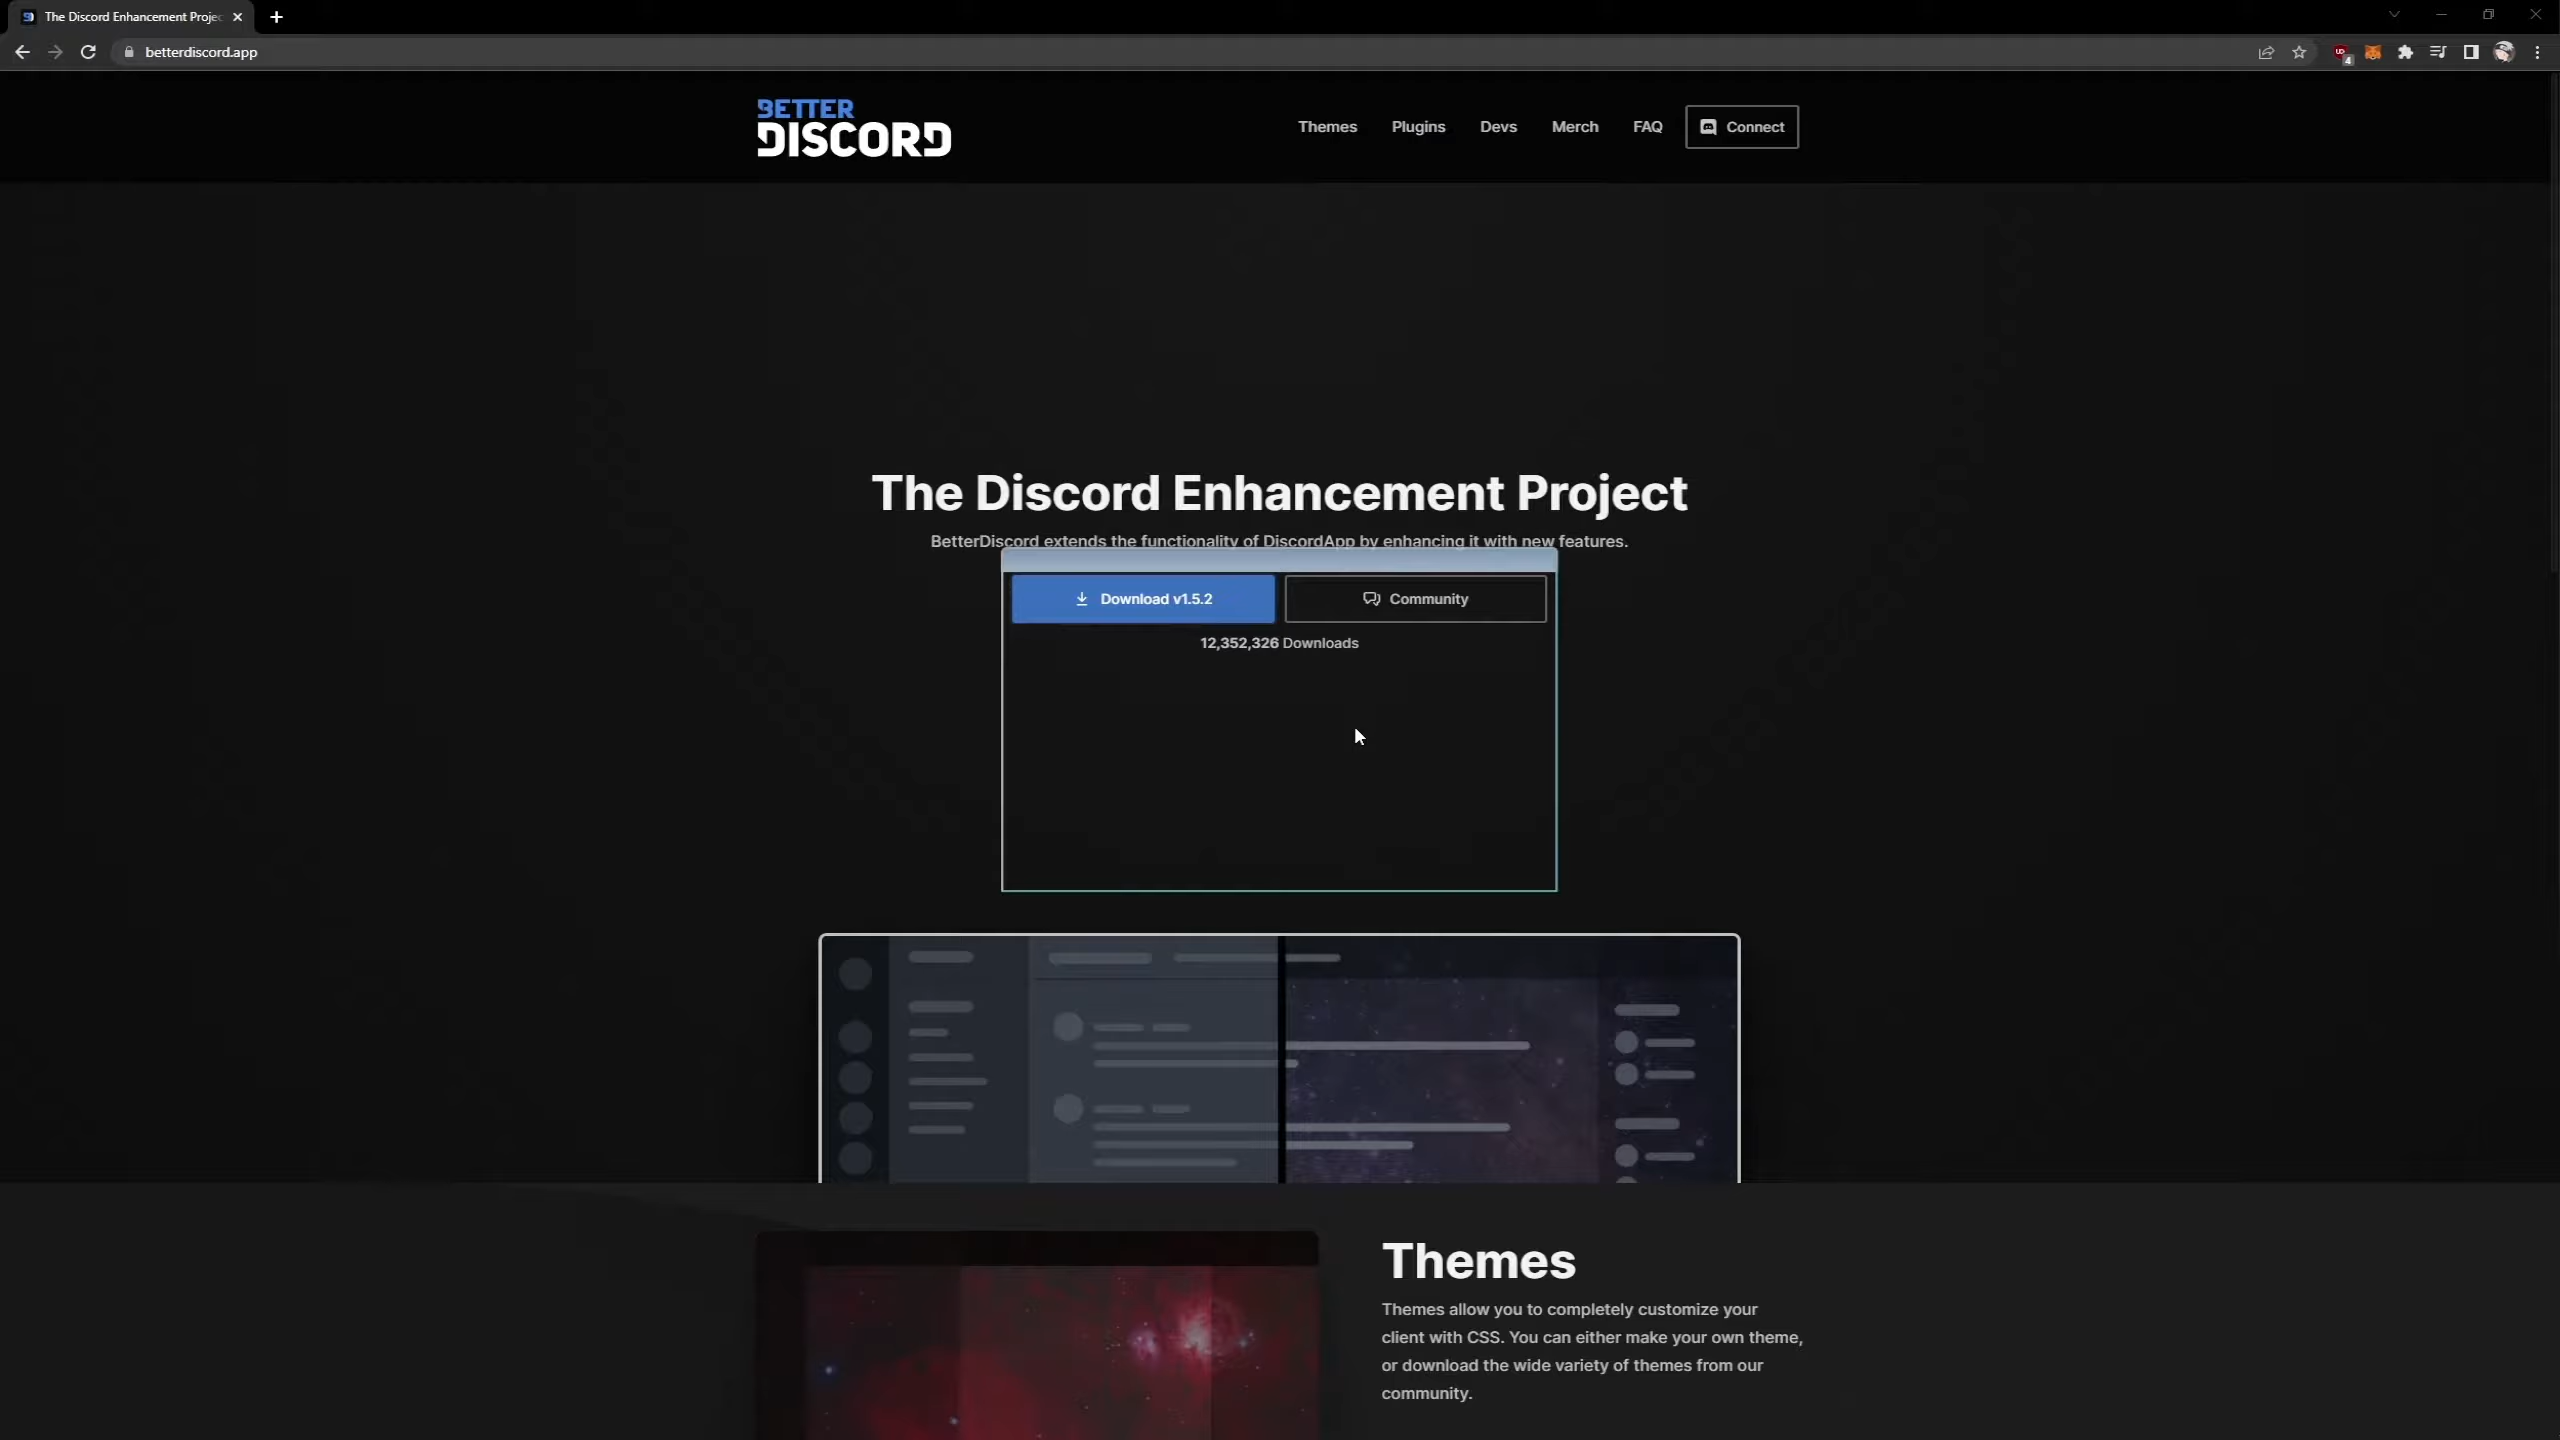 The Discord Enhancement Projec
betterdiscord.app
4
BETTER
DISCORD
Themes
Plugins
Devs
Merch
FAQ
Connect
The Discord Enhancement Project
BetterDiscord extends the functionality of DiscordApp by enhancing it with new features.
Download v1.5.2
Community
12,352,326 Downloads
Themes
Themes allow you to completely customize your
client with CSS. You can either make your own theme,
or download the wide variety of themes from our
community.